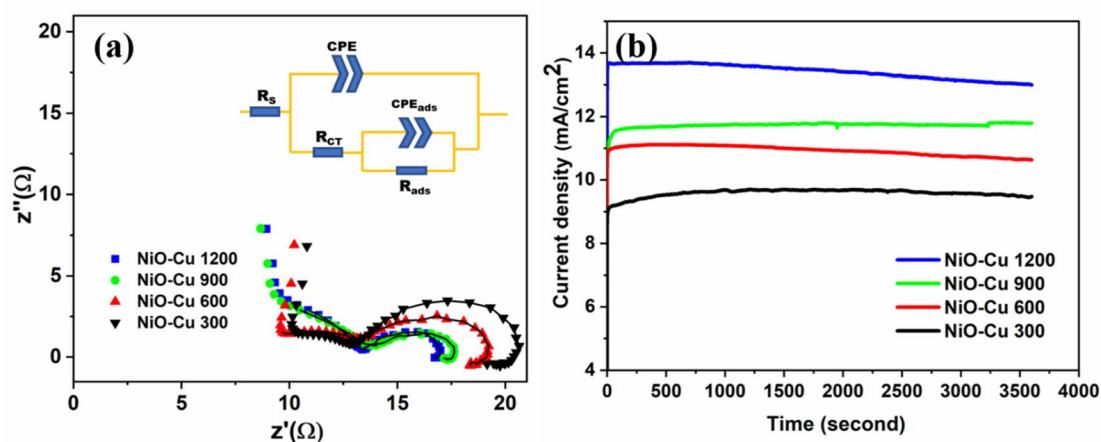 (a)
CPE
R_S
CPE_ads
R_CT
R_ads
20
15
10
5
0
z''(Ω)
NiO-Cu 1200
NiO-Cu 900
NiO-Cu 600
NiO-Cu 300
0 5 10 15 20
z'(Ω)
(b)
16
14
12
10
8
6
4
Current density (mA/cm²)
NiO-Cu 1200
NiO-Cu 900
NiO-Cu 600
NiO-Cu 300
0 500 1000 1500 2000 2500 3000 3500 4000
Time (second)